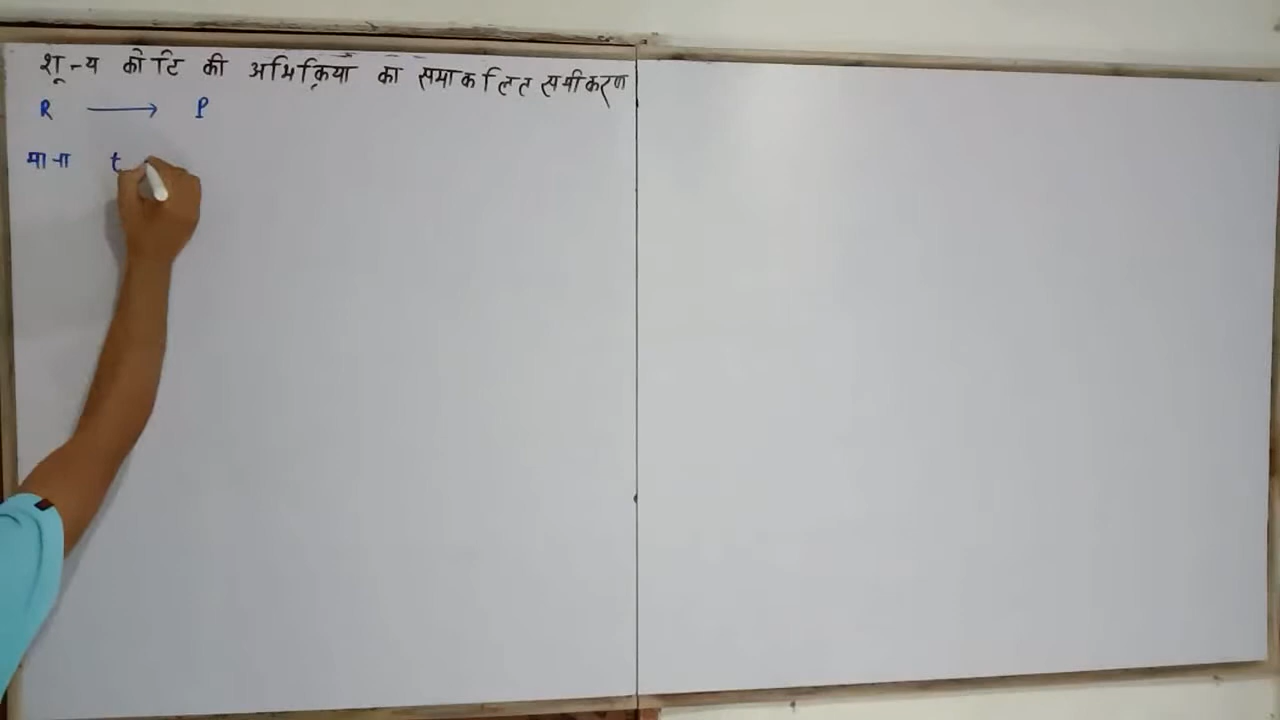 शून्य कोटि की अभिक्रिया का समाकलित समीकरण
R ⟶ P
माना t